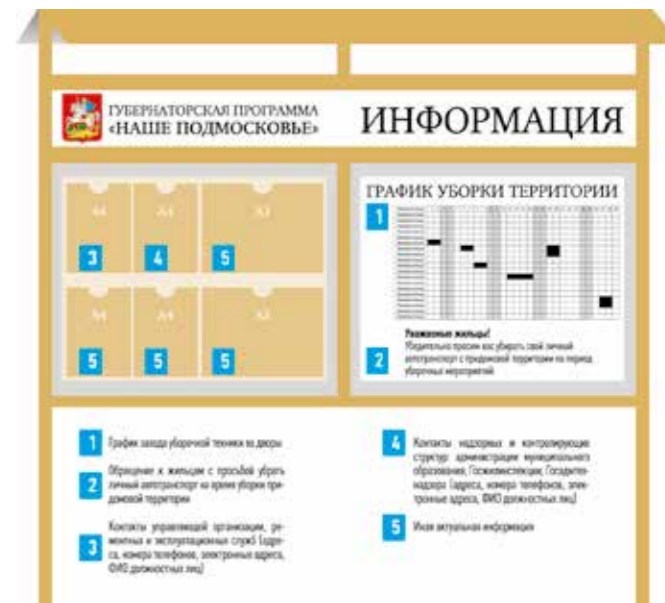 ГУБЕРНАТОРСКАЯ ПРОГРАММА
«НАШЕ ПОДМОСКОВЬЕ»
ИНФОРМАЦИЯ
А4
А4
А3
3
4
5
А4
А4
А3
5
5
5
ГРАФИК УБОРКИ ТЕРРИТОРИИ
1
2
Уважаемые жильцы!
Убедительно просим вас убирать свой личный
автотранспорт с придомовой территории на период
уборочных мероприятий
1
График захода уборочной техники во дворы
2
Обращение к жильцам с просьбой убрать
личный автотранспорт на время уборки при-
домовой территории
3
Контакты управляющей организации, ре-
монтных и эксплуатационных служб (адре-
са, номера телефонов, электронные адреса,
ФИО должностных лиц)
4
Контакты надзорных и контролирующих
структур: администрации муниципального
образования, Госжилинспекции, Госадмтех-
надзора (адреса, номера телефонов, элек-
тронные адреса, ФИО должностных лиц)
5
Иная актуальная информация